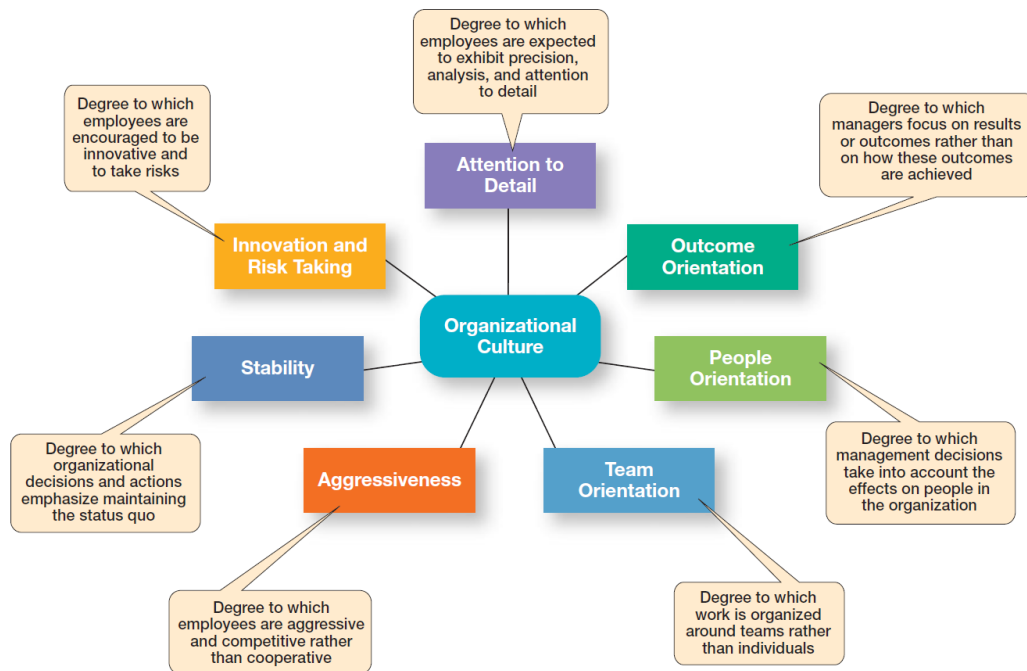 Degree to which
employees are expected
to exhibit precision,
analysis, and attention
to detail
Degree to which
employees are
encouraged to be
innovative and
to take risks
Degree to which
managers focus on results
or outcomes rather than
on how these outcomes
are achieved
Attention to
Detail
Innovation and
Risk Taking
Outcome
Orientation
Organizational
Culture
Stability
People
Orientation
Degree to which
organizational
decisions and actions
emphasize maintaining
the status quo
Aggressiveness
Team
Orientation
Degree to which
management decisions
take into account the
effects on people in
the organization
Degree to which
employees are aggressive
and competitive rather
than cooperative
Degree to which
work is organized
around teams rather
than individuals